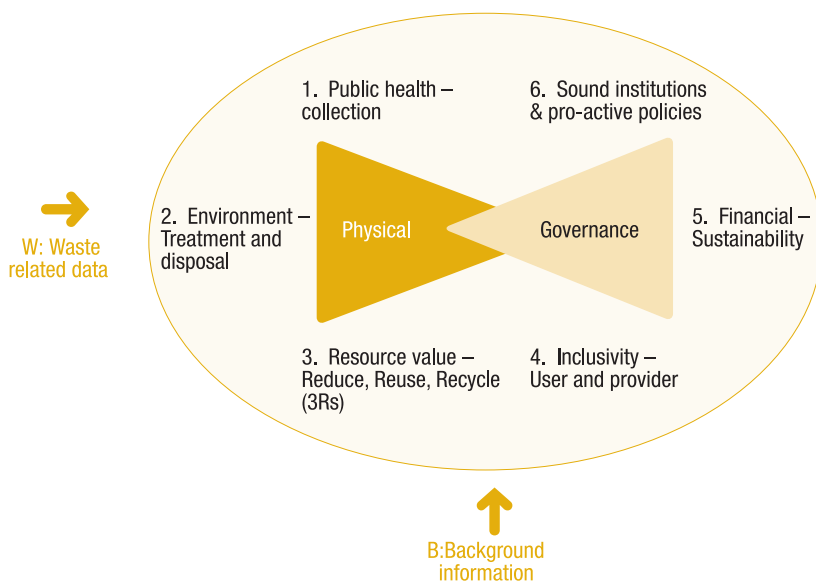 1. Public health –
collection
6. Sound institutions
& pro-active policies
W: Waste
related data
2. Environment –
Treatment and
disposal
Physical
Governance
5. Financial –
Sustainability
3. Resource value –
Reduce, Reuse, Recycle
(3Rs)
4. Inclusivity –
User and provider
B:Background
information